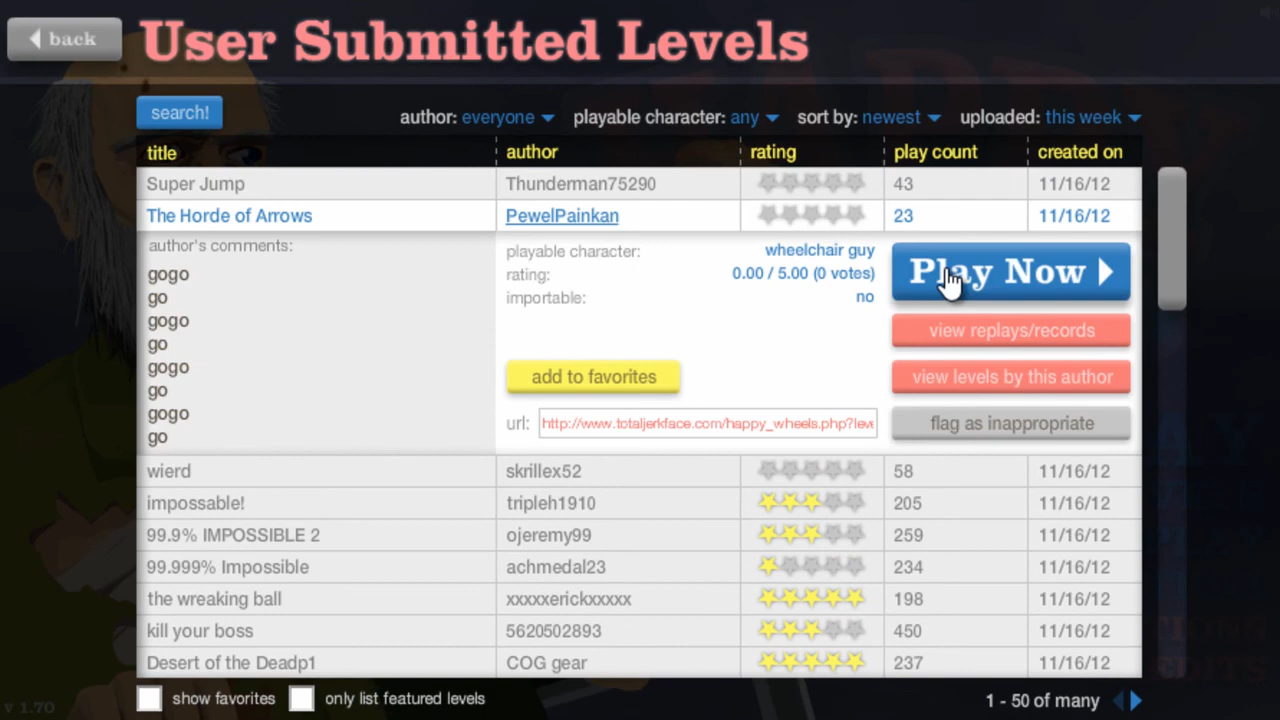 back
User Submitted Levels
search!
author: everyone playable character: any sort by: newest uploaded: this week
title author rating play count created on
Super Jump Thunderman75290 43 11/16/12
The Horde of Arrows PewelPainkan 23 11/16/12
author's comments:
gogo
go
gogo
go
gogo
go
gogo
go
playable character: wheelchair guy
rating: 0.00 / 5.00 (0 votes)
importable: no
add to favorites
url: http://www.totaljerkface.com/happy_wheels.php?leve
Play Now
view replays/records
view levels by this author
flag as inappropriate
wierd skrillex52 58 11/16/12
impossable! tripleh1910 205 11/16/12
99.9% IMPOSSIBLE 2 ojeremy99 259 11/16/12
99.999% Impossible achmedal23 234 11/16/12
the wreaking ball xxxxxerickxxxxx 198 11/16/12
kill your boss 5620502893 450 11/16/12
Desert of the Deadp1 COG gear 237 11/16/12
show favorites only list featured levels 1 - 50 of many
v 1.70